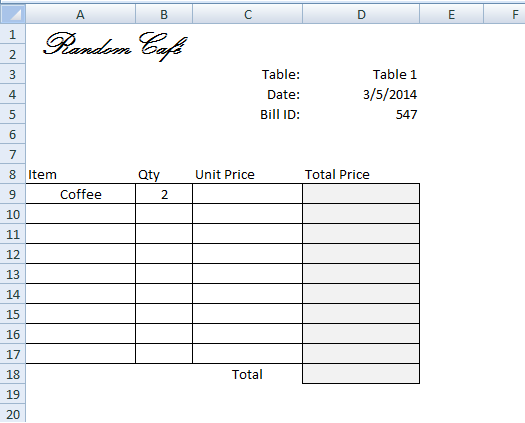 A B C D E F
1
2 Random Café
3 Table: Table 1
4 Date: 3/5/2014
5 Bill ID: 547
6
7
8 Item Qty Unit Price Total Price
9 Coffee 2
10
11
12
13
14
15
16
17
18 Total
19
20